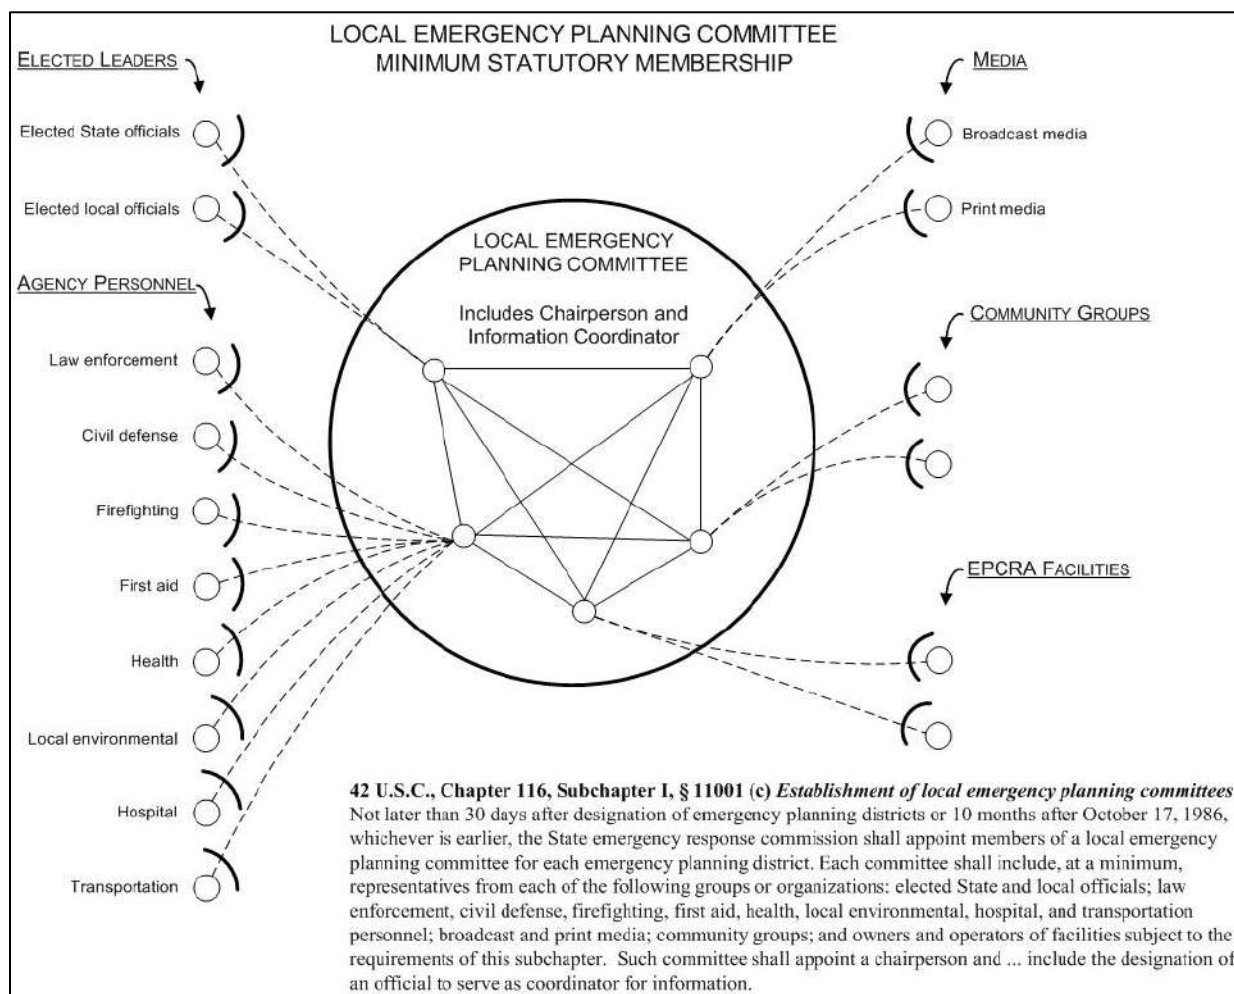 LOCAL EMERGENCY PLANNING COMMITTEE
MINIMUM STATUTORY MEMBERSHIP
ELECTED LEADERS
Elected State officials
Elected local officials
AGENCY PERSONNEL
Law enforcement
Civil defense
Firefighting
First aid
Health
Local environmental
Hospital
Transportation
LOCAL EMERGENCY
PLANNING COMMITTEE
Includes Chairperson and
Information Coordinator
MEDIA
Broadcast media
Print media
COMMUNITY GROUPS
EPCRA FACILITIES
42 U.S.C., Chapter 116, Subchapter I, § 11001 (c) Establishment of local emergency planning committees
Not later than 30 days after designation of emergency planning districts or 10 months after October 17, 1986,
whichever is earlier, the State emergency response commission shall appoint members of a local emergency
planning committee for each emergency planning district. Each committee shall include, at a minimum,
representatives from each of the following groups or organizations: elected State and local officials; law
enforcement, civil defense, firefighting, first aid, health, local environmental, hospital, and transportation
personnel; broadcast and print media; community groups; and owners and operators of facilities subject to the
requirements of this subchapter. Such committee shall appoint a chairperson and ... include the designation of
an official to serve as coordinator for information.